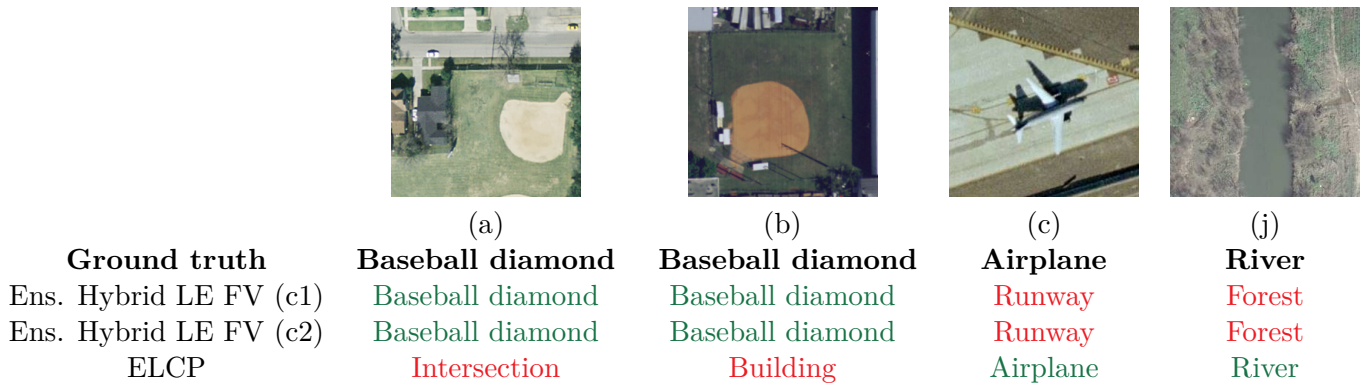 (a) (b) (c) (j)
Ground truth Baseball diamond Baseball diamond Airplane River
Ens. Hybrid LE FV (c1) Baseball diamond Baseball diamond Runway Forest
Ens. Hybrid LE FV (c2) Baseball diamond Baseball diamond Runway Forest
ELCP Intersection Building Airplane River